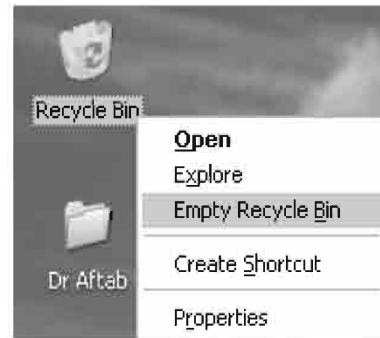 Recycle Bin
Open
Explore
Empty Recycle Bin
Dr Aftab
Create Shortcut
Properties